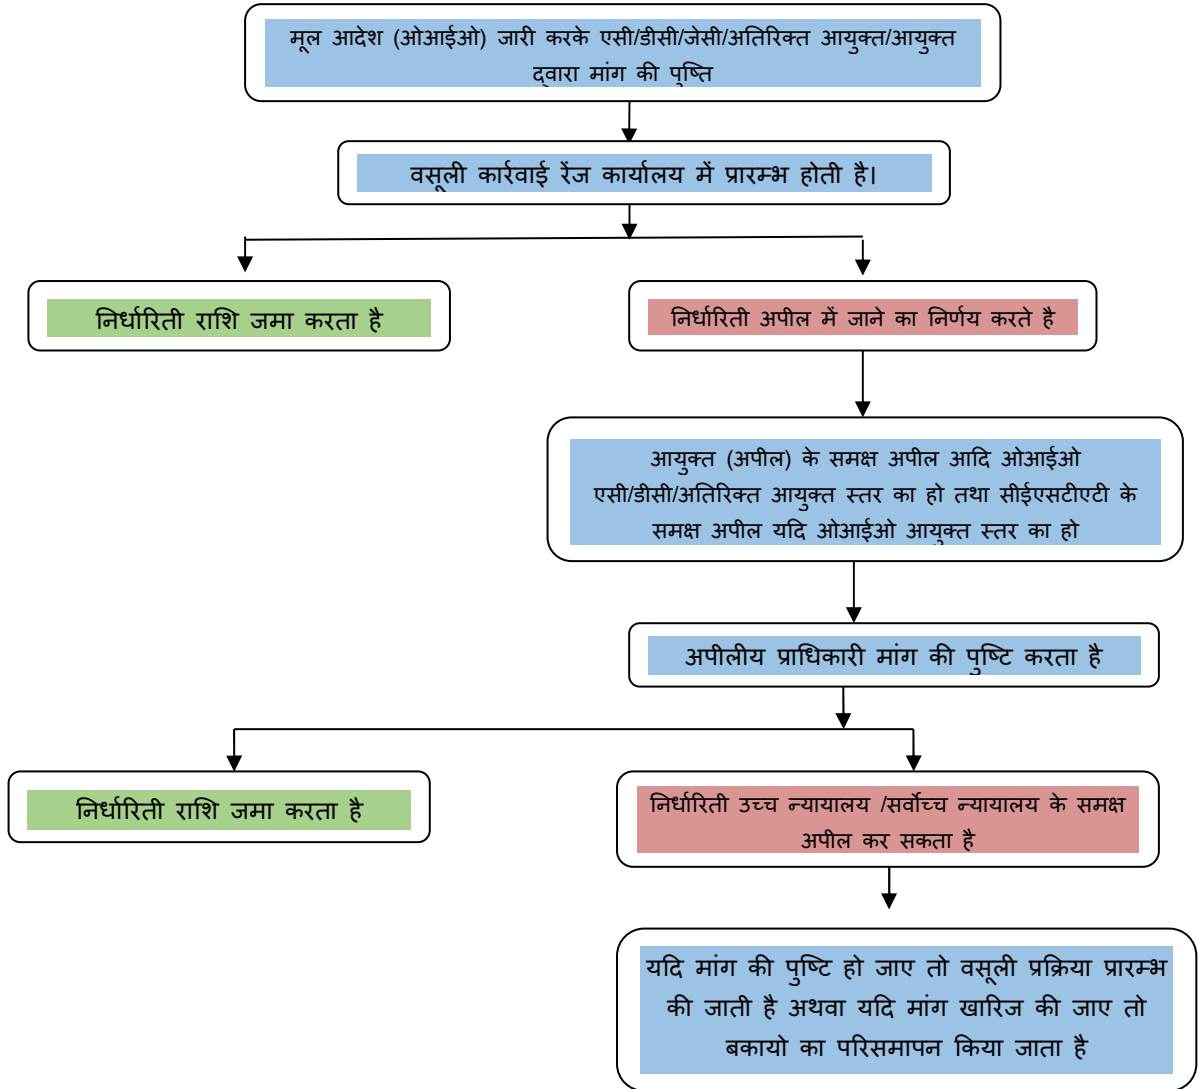 मूल आदेश (ओआईओ) जारी करके एसी/डीसी/जेसी/अतिरिक्त आयुक्त/आयुक्त
द्वारा मांग की पुष्ति
वसूली कार्रवाई रेंज कार्यालय में प्रारम्भ होती है।
निर्धारिती राशि जमा करता है
निर्धारिती अपील में जाने का निर्णय करते है
आयुक्त (अपील) के समक्ष अपील आदि ओआईओ
एसी/डीसी/अतिरिक्त आयुक्त स्तर का हो तथा सीईएसटीएटी के
समक्ष अपील यदि ओआईओ आयुक्त स्तर का हो
अपीलीय प्राधिकारी मांग की पुष्टि करता है
निर्धारिती राशि जमा करता है
निर्धारिती उच्च न्यायालय /सर्वोच्च न्यायालय के समक्ष
अपील कर सकता है
यदि मांग की पुष्टि हो जाए तो वसूली प्रक्रिया प्रारम्भ
की जाती है अथवा यदि मांग खारिज की जाए तो
बकायो का परिसमापन किया जाता है